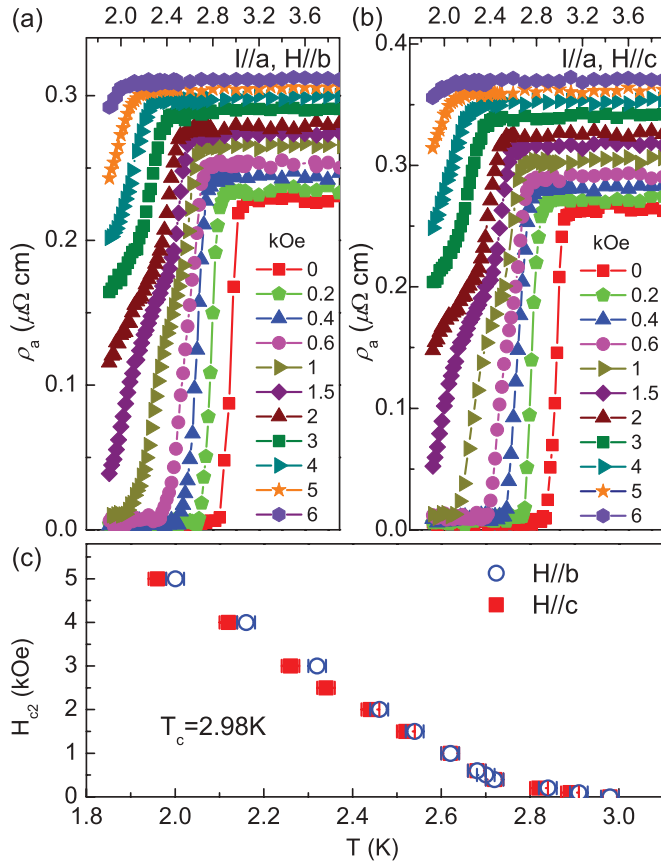 (a)
1.6 2.0 2.4 2.8 3.2 3.6
I//a, H//b
0.3
0.2
0.1
0.0
ρa (μΩ cm)
kOe
0
0.2
0.4
0.6
1
1.5
2
3
4
5
6
(b)
1.6 2.0 2.4 2.8 3.2 3.6
I//a, H//c
0.4
0.3
0.2
0.1
0.0
ρa (μΩ cm)
kOe
0
0.2
0.4
0.6
1
1.5
2
3
4
5
6
(c)
H//b
H//c
5
4
3
2
1
0
Hc2 (kOe)
Tc=2.98K
1.8 2.0 2.2 2.4 2.6 2.8 3.0
T (K)